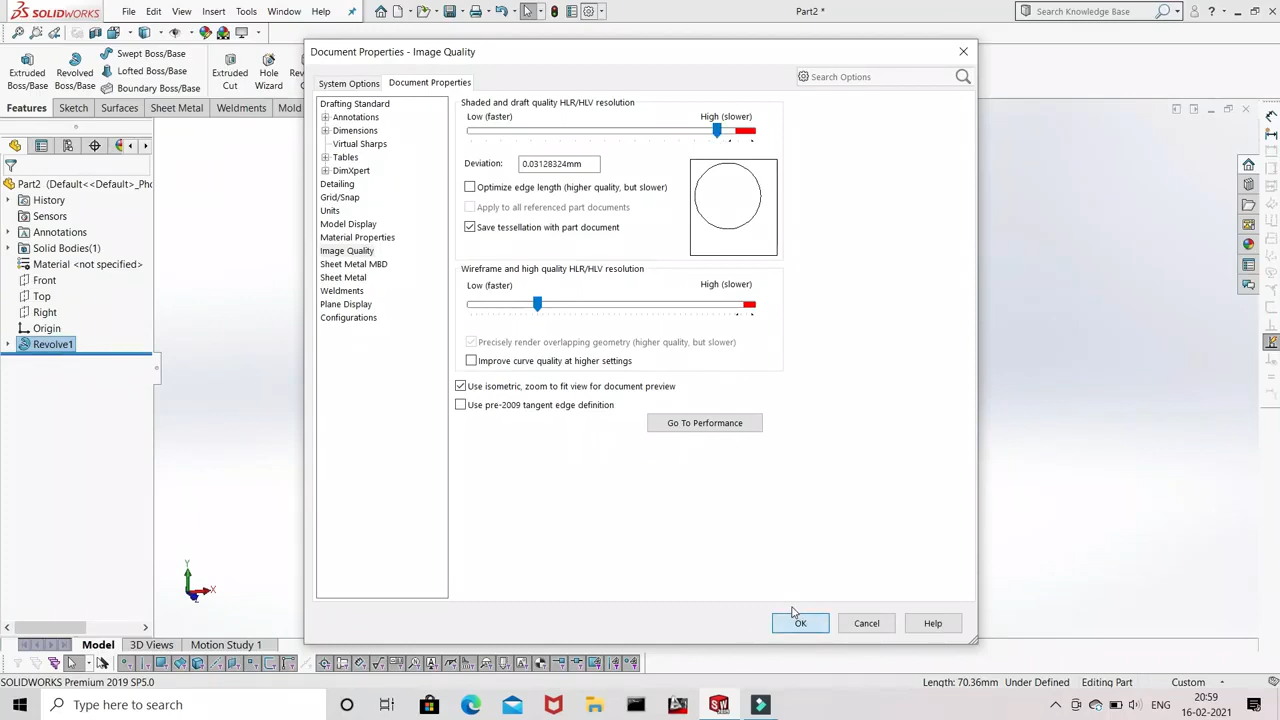 SOLIDWORKS
File Edit View Insert Tools Window Help
Part2 *
Search Knowledge Base
Extruded Boss/Base
Revolved Boss/Base
Swept Boss/Base
Lofted Boss/Base
Boundary Boss/Base
Extruded Cut
Hole Wizard
Features Sketch Surfaces Sheet Metal Weldments
Part2 (Default<<Default>_Pho
History
Sensors
Annotations
Solid Bodies(1)
Material <not specified>
Front
Top
Right
Origin
Revolve1
Document Properties - Image Quality
System Options Document Properties
Search Options
Drafting Standard
Annotations
Dimensions
Virtual Sharps
Tables
DimXpert
Detailing
Grid/Snap
Units
Model Display
Material Properties
Image Quality
Sheet Metal MBD
Sheet Metal
Weldments
Plane Display
Configurations
Shaded and draft quality HLR/HLV resolution
Low (faster) High (slower)
Deviation: 0.03128324mm
Optimize edge length (higher quality, but slower)
Apply to all referenced part documents
Save tessellation with part document
Wireframe and high quality HLR/HLV resolution
Low (faster) High (slower)
Precisely render overlapping geometry (higher quality, but slower)
Improve curve quality at higher settings
Use isometric, zoom to fit view for document preview
Use pre-2009 tangent edge definition
Go To Performance
OK Cancel Help
Y
X
Z
Model 3D Views Motion Study 1
SOLIDWORKS Premium 2019 SP5.0
Length: 70.36mm Under Defined Editing Part Custom
Type here to search
ENG
20:59
16-02-2021